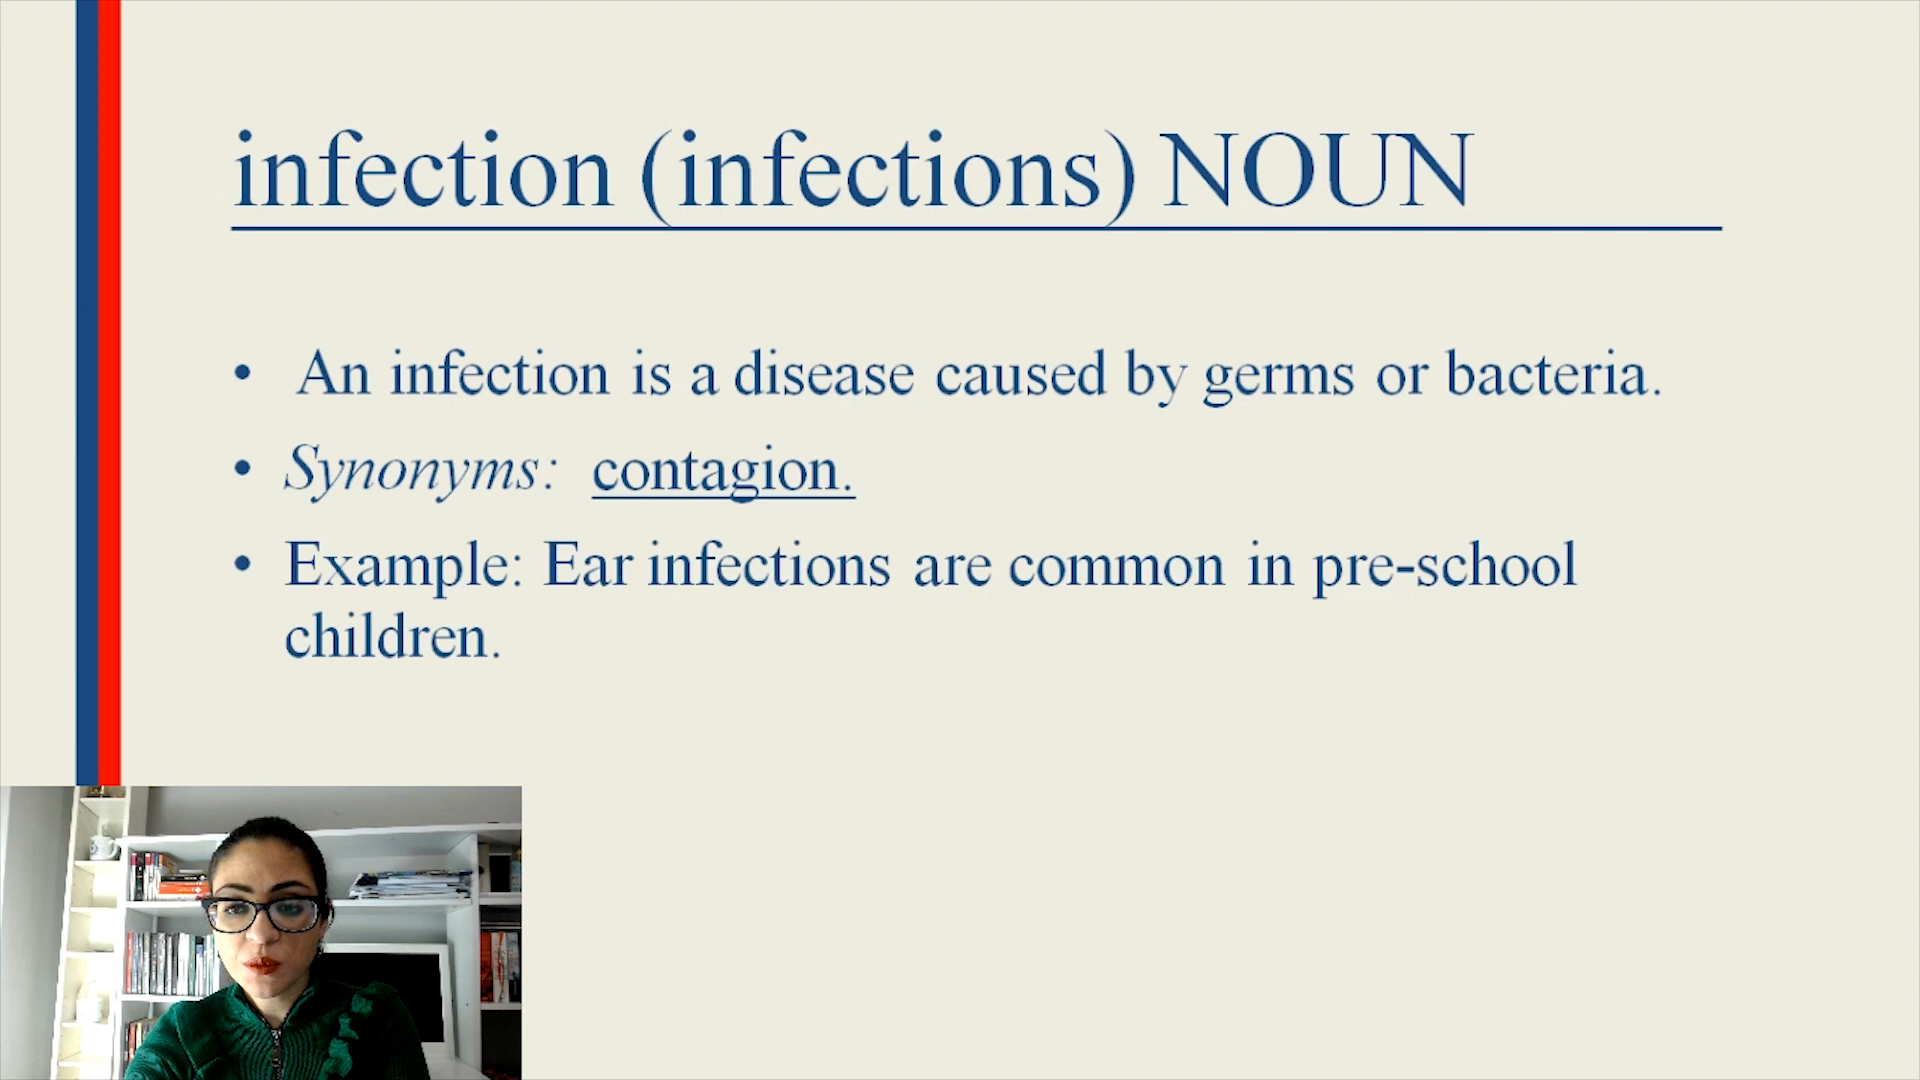 infection (infections) NOUN
• An infection is a disease caused by germs or bacteria.
• Synonyms: contagion.
• Example: Ear infections are common in pre-school
children.